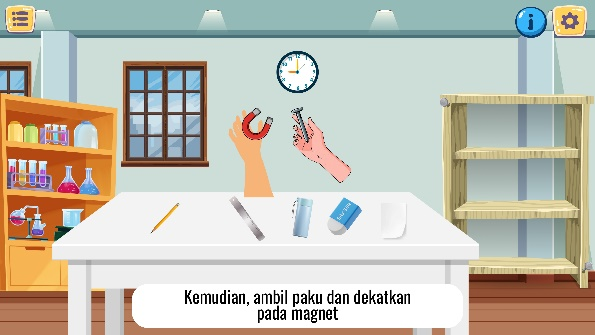 Kemudian, ambil paku dan dekatkan
pada magnet